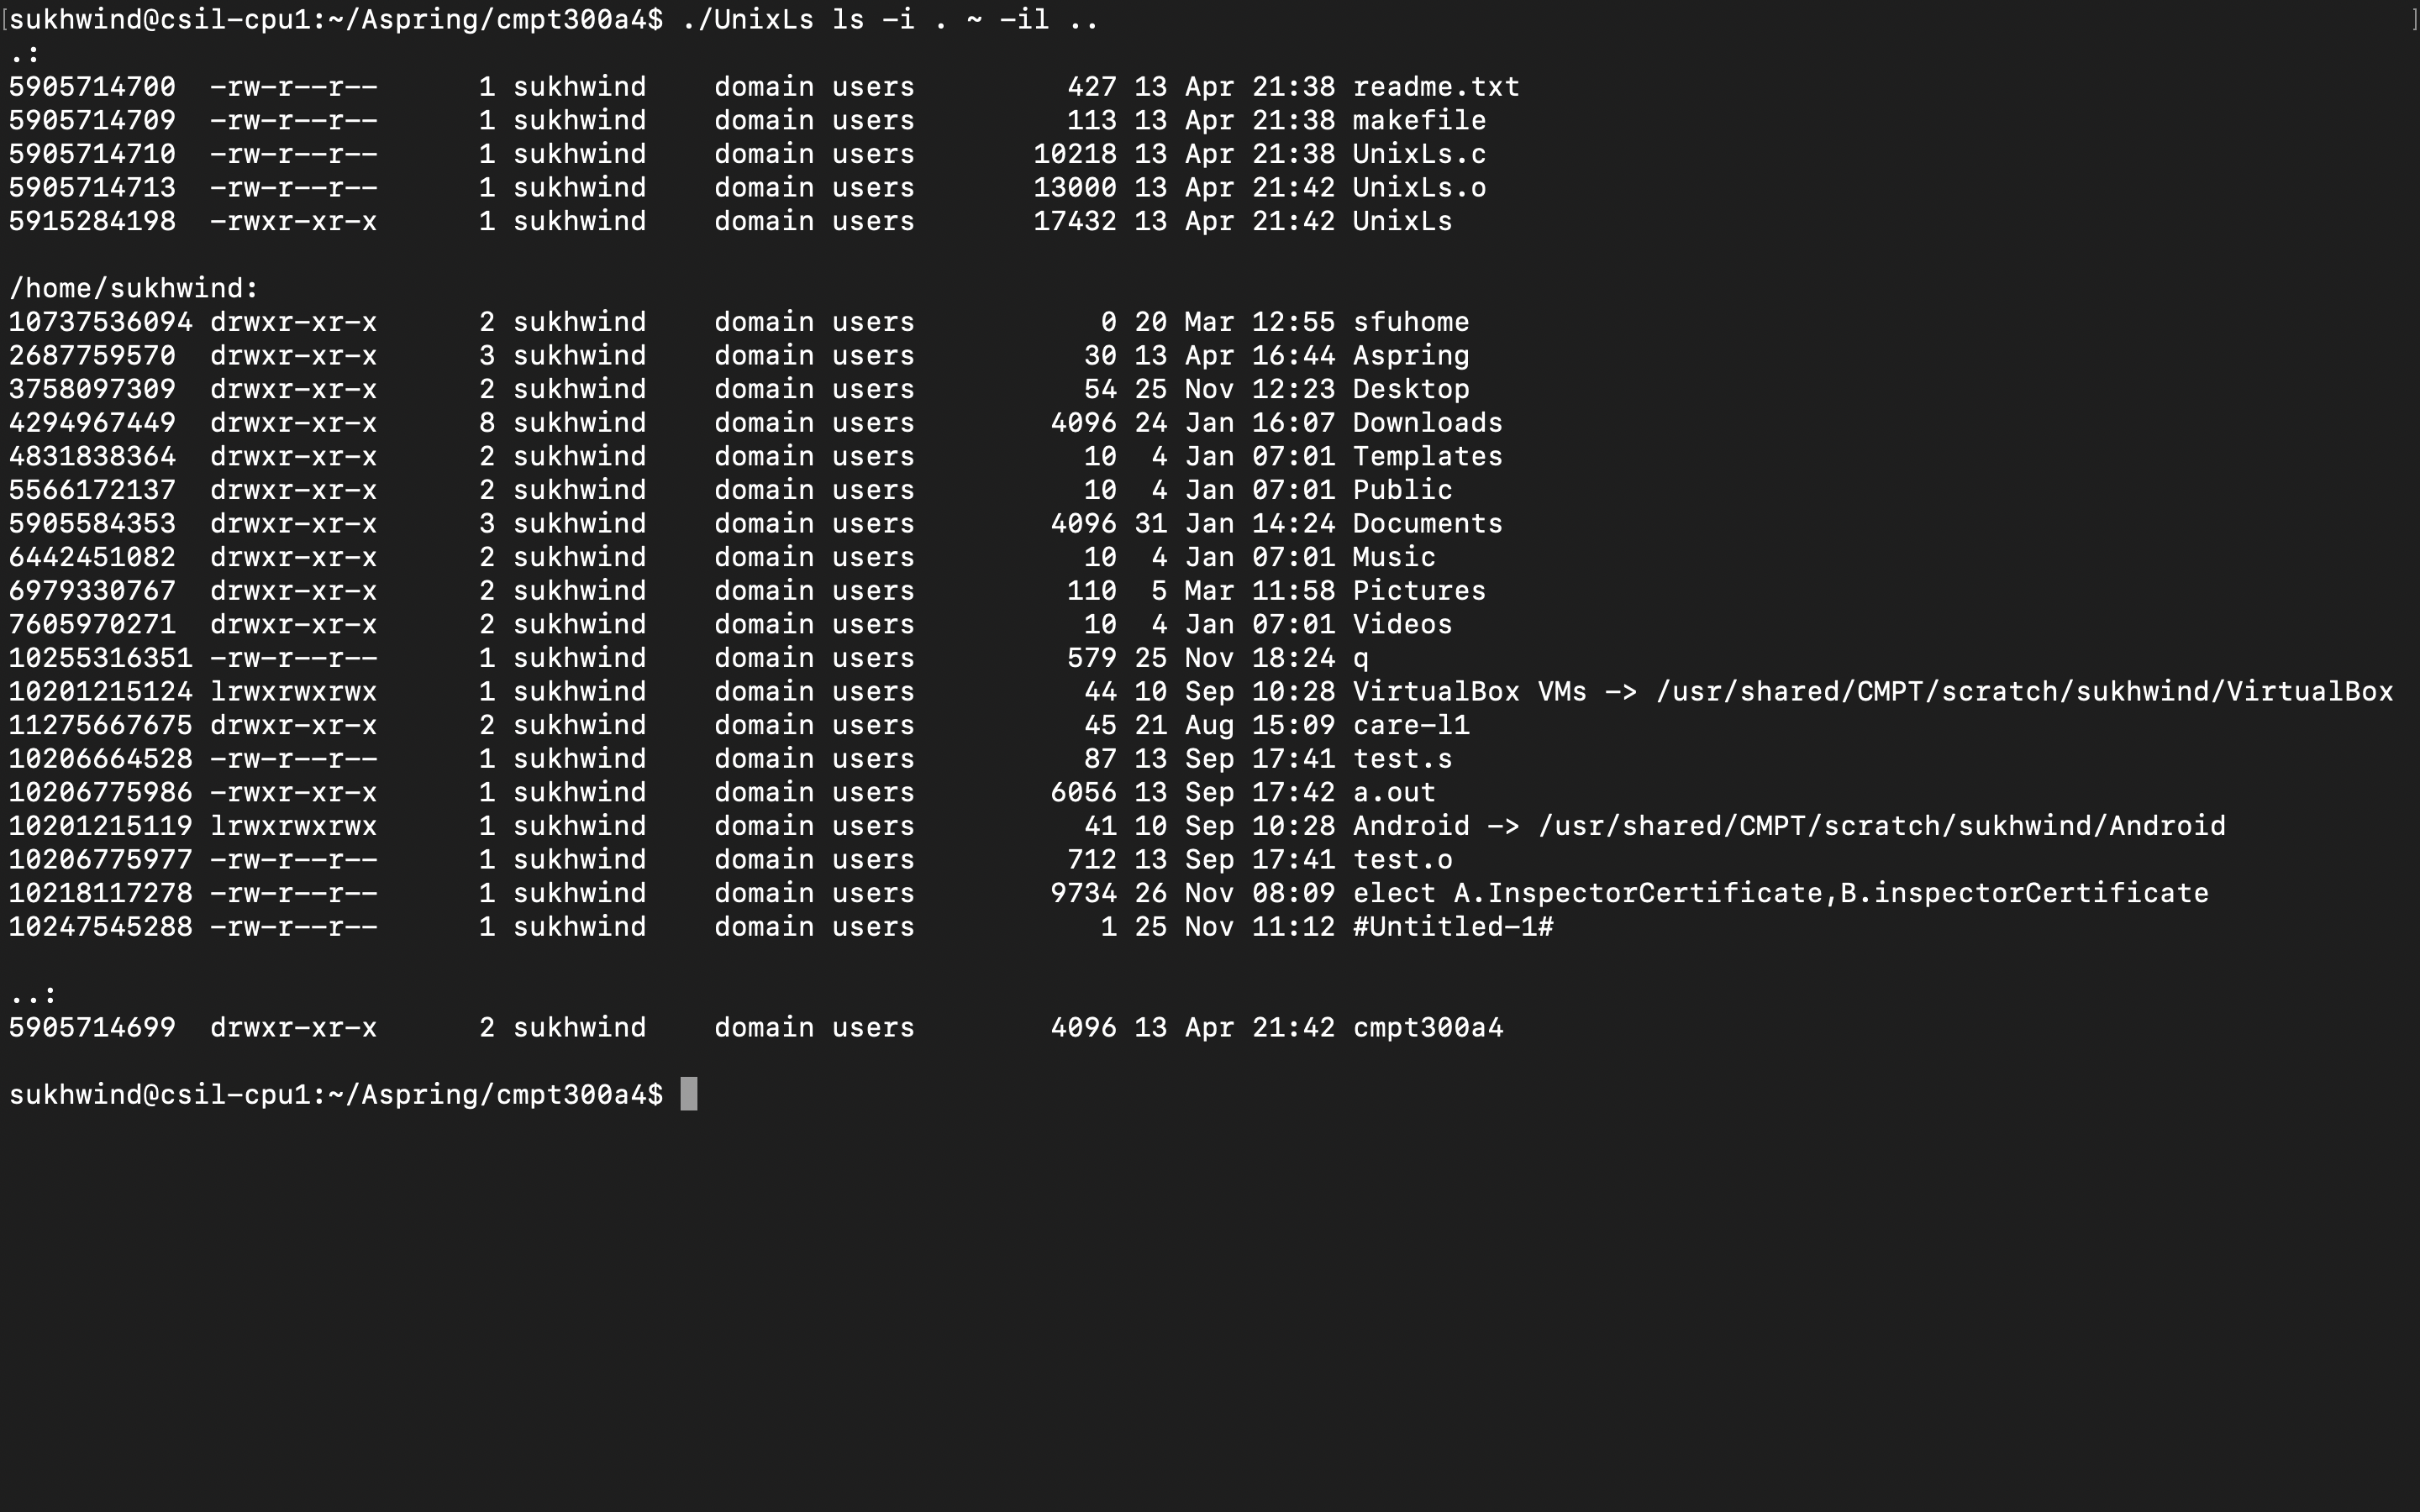 [sukhwind@csil-cpu1:~/Aspring/cmpt300a4$ ./UnixLs ls -i . ~ -il ..                                                                              ]
.:
5905714700  -rw-r--r--      1 sukhwind    domain users         427 13 Apr 21:38 readme.txt
5905714709  -rw-r--r--      1 sukhwind    domain users         113 13 Apr 21:38 makefile
5905714710  -rw-r--r--      1 sukhwind    domain users       10218 13 Apr 21:38 UnixLs.c
5905714713  -rw-r--r--      1 sukhwind    domain users       13000 13 Apr 21:42 UnixLs.o
5915284198  -rwxr-xr-x      1 sukhwind    domain users       17432 13 Apr 21:42 UnixLs

/home/sukhwind:
10737536094 drwxr-xr-x      2 sukhwind    domain users           0 20 Mar 12:55 sfuhome
2687759570  drwxr-xr-x      3 sukhwind    domain users          30 13 Apr 16:44 Aspring
3758097309  drwxr-xr-x      2 sukhwind    domain users          54 25 Nov 12:23 Desktop
4294967449  drwxr-xr-x      8 sukhwind    domain users        4096 24 Jan 16:07 Downloads
4831838364  drwxr-xr-x      2 sukhwind    domain users          10  4 Jan 07:01 Templates
5566172137  drwxr-xr-x      2 sukhwind    domain users          10  4 Jan 07:01 Public
5905584353  drwxr-xr-x      3 sukhwind    domain users        4096 31 Jan 14:24 Documents
6442451082  drwxr-xr-x      2 sukhwind    domain users          10  4 Jan 07:01 Music
6979330767  drwxr-xr-x      2 sukhwind    domain users         110  5 Mar 11:58 Pictures
7605970271  drwxr-xr-x      2 sukhwind    domain users          10  4 Jan 07:01 Videos
10255316351 -rw-r--r--      1 sukhwind    domain users         579 25 Nov 18:24 q
10201215124 lrwxrwxrwx      1 sukhwind    domain users          44 10 Sep 10:28 VirtualBox VMs -> /usr/shared/CMPT/scratch/sukhwind/VirtualBox
11275667675 drwxr-xr-x      2 sukhwind    domain users          45 21 Aug 15:09 care-l1
10206664528 -rw-r--r--      1 sukhwind    domain users          87 13 Sep 17:41 test.s
10206775986 -rwxr-xr-x      1 sukhwind    domain users        6056 13 Sep 17:42 a.out
10201215119 lrwxrwxrwx      1 sukhwind    domain users          41 10 Sep 10:28 Android -> /usr/shared/CMPT/scratch/sukhwind/Android
10206775977 -rw-r--r--      1 sukhwind    domain users         712 13 Sep 17:41 test.o
10218117278 -rw-r--r--      1 sukhwind    domain users        9734 26 Nov 08:09 elect A.InspectorCertificate,B.inspectorCertificate
10247545288 -rw-r--r--      1 sukhwind    domain users           1 25 Nov 11:12 #Untitled-1#

..:
5905714699  drwxr-xr-x      2 sukhwind    domain users        4096 13 Apr 21:42 cmpt300a4

sukhwind@csil-cpu1:~/Aspring/cmpt300a4$